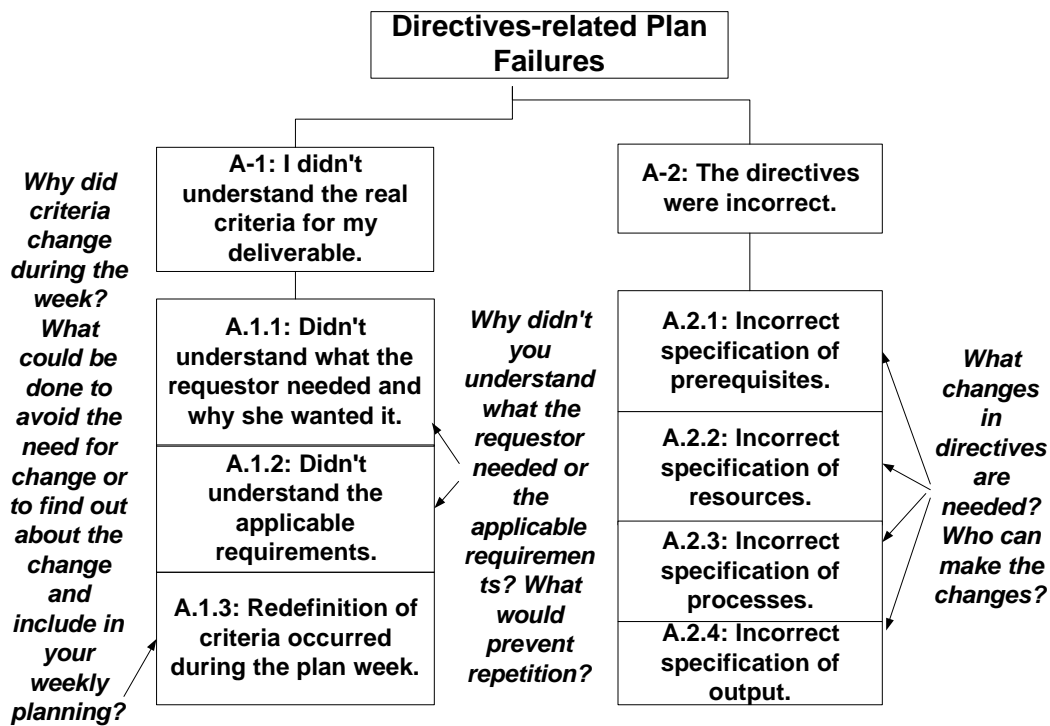 Directives-related Plan
Failures
A-1: I didn't
understand the real
criteria for my
deliverable.
A-2: The directives
were incorrect.
Why did
criteria
change
during the
week?
What
could be
done to
avoid the
need for
change or
to find out
about the
change
and
include in
your
weekly
planning?
A.1.1: Didn't
understand what the
requestor needed and
why she wanted it.
A.1.2: Didn't
understand the
applicable
requirements.
A.1.3: Redefinition of
criteria occurred
during the plan week.
Why didn't
you
understand
what the
requestor
needed or
the
applicable
requiremen
ts? What
would
prevent
repetition?
A.2.1: Incorrect
specification of
prerequisites.
A.2.2: Incorrect
specification of
resources.
A.2.3: Incorrect
specification of
processes.
A.2.4: Incorrect
specification of
output.
What
changes
in
directives
are
needed?
Who can
make the
changes?